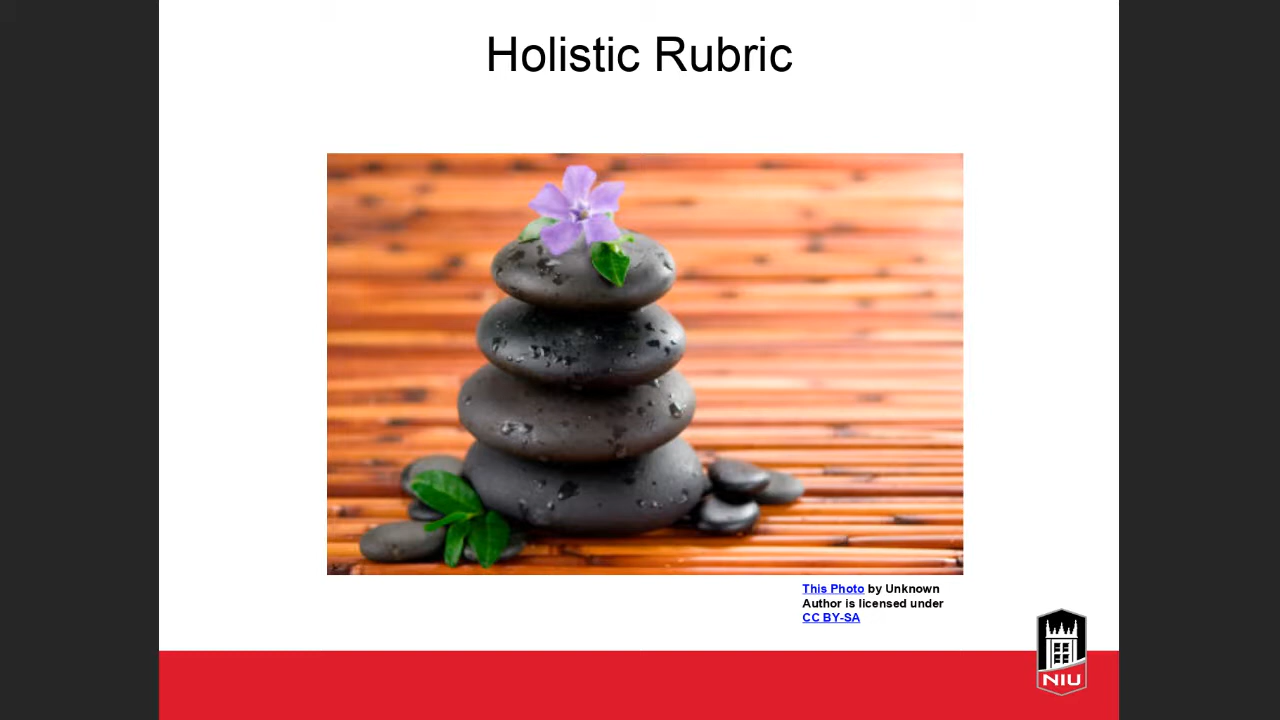 Holistic Rubric
This Photo by Unknown
Author is licensed under
CC BY-SA
NIU